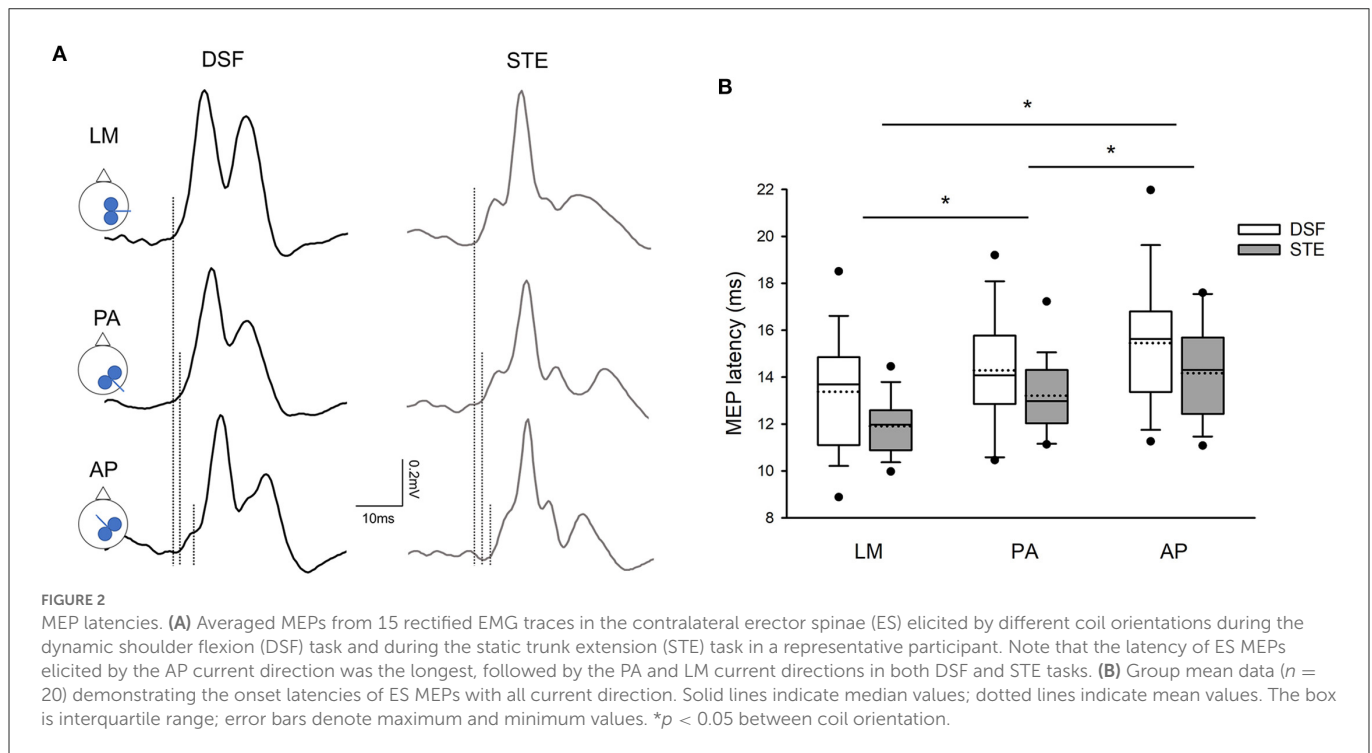 A
DSF
STE
LM
PA
AP
0.2mV
10ms
B
*
*
*
MEP latency (ms)
22
20
18
16
14
12
10
8
DSF
STE
LM
PA
AP
FIGURE 2
MEP latencies. (A) Averaged MEPs from 15 rectified EMG traces in the contralateral erector spinae (ES) elicited by different coil orientations during the
dynamic shoulder flexion (DSF) task and during the static trunk extension (STE) task in a representative participant. Note that the latency of ES MEPs
elicited by the AP current direction was the longest, followed by the PA and LM current directions in both DSF and STE tasks. (B) Group mean data (n =
20) demonstrating the onset latencies of ES MEPs with all current direction. Solid lines indicate median values; dotted lines indicate mean values. The box
is interquartile range; error bars denote maximum and minimum values. *p < 0.05 between coil orientation.